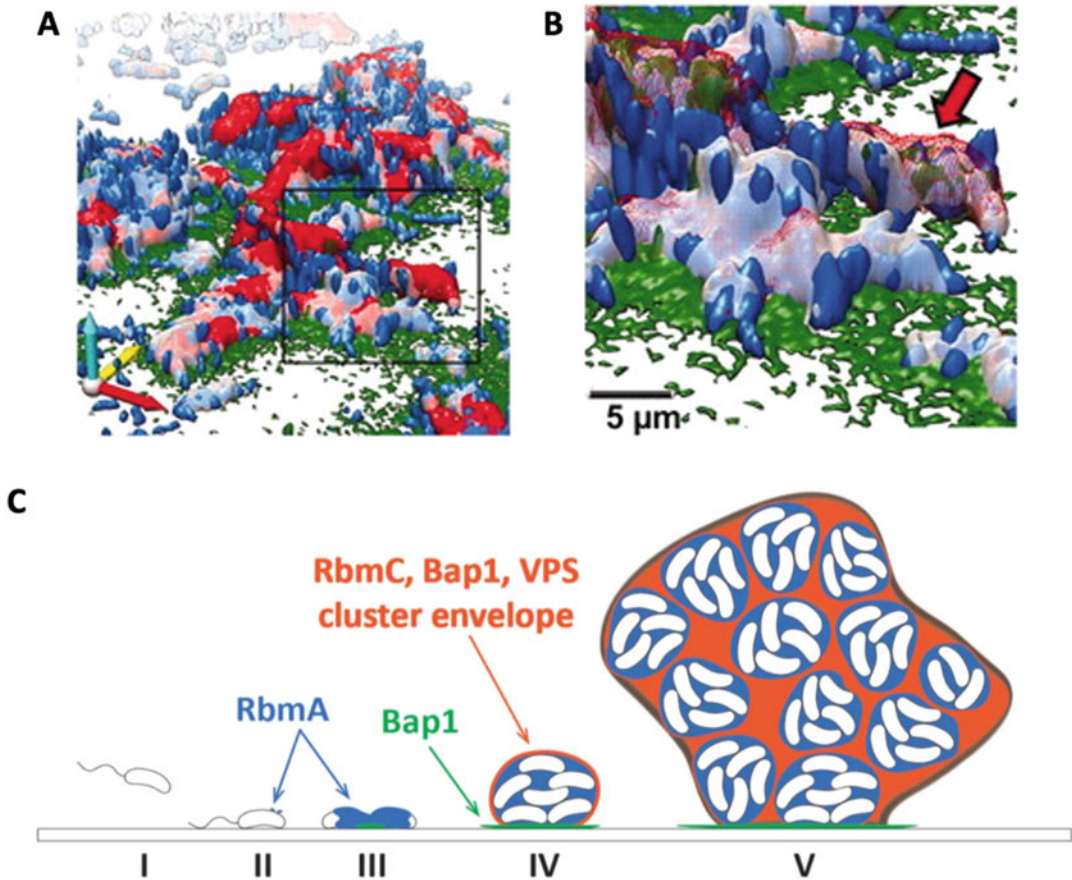 A
B
5 μm
C
RbmC, Bap1, VPS
cluster envelope
RbmA
Bap1
I
II
III
IV
V